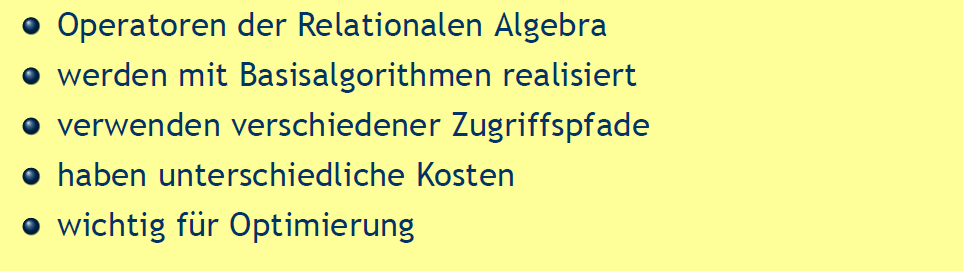 Operatoren der Relationalen Algebra
werden mit Basisalgorithmen realisiert
verwenden verschiedener Zugriffspfade
haben unterschiedliche Kosten
wichtig für Optimierung